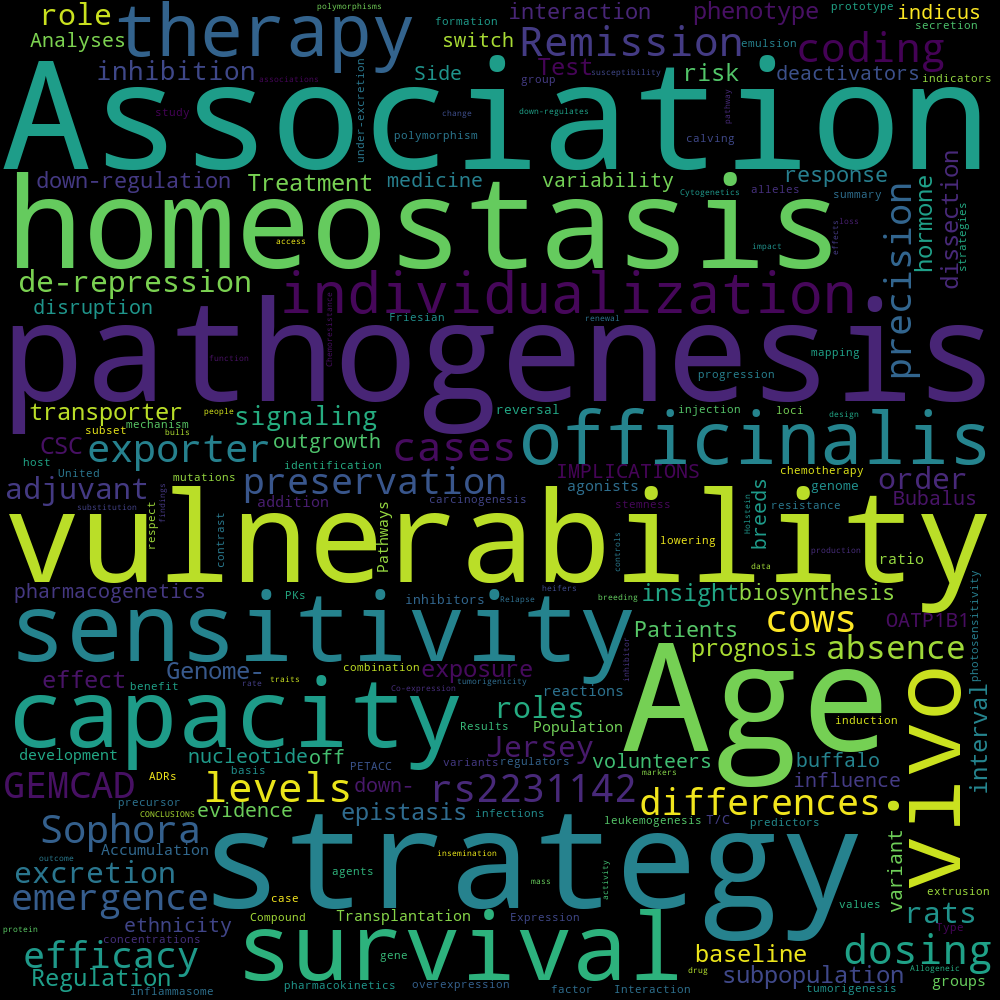 polymorphisms
prototype
role
therapy
interaction
phenotype
indicus
Analyses
formation
switch
Remission
emulsion
coding
secretion
inhibition
associations
Side
Test
susceptibility
group
risk
deactivators
indicators
Association
study
under-excretion
change
down-regulates
pathway
polymorphism
calving
down-regulation
Treatment
medicine
variability
Cytogenetics
alleles
response
summary
precision
hormone
dissection
strategies
homeostasis
access
impact
effects
loss
de-repression
individualization
disruption
Friesian
renewal
Chemoresistance
function
pathogenesis
mapping
progression
transporter
people
signaling
reversal
injection
loci
design
subset
mechanism
bulls
officinalis
CSC
exporter
outgrowth
cases
host
United
identification
IMPLICATIONS
chemotherapy
mutations
preservation
agonists
genome
order
adjuvant
addition
carcinogenesis
stemness
Holstein
breeds
resistance
Bubalus
substitution
findings
respect
contrast
Pathways
vulnerability
controls
lowering
production
data
ratio
pharmacogenetics
PKs
inhibitors
Relapse
heifers
breeding
insight
biosynthesis
photosensitivity
sensitivity
cows
OATP1B1
Patients
prognosis
absence
Genome-
combination
exposure
inhibitor
effect
benefit
rate
traits
Co-expression
tumorigenicity
reactions
Age
vivo
interval
capacity
roles
Results
Population
induction
development
nucleotide
off
basis
PETACC
variants
regulators
Jersey
volunteers
markers
buffalo
influence
GEMCAD
ADRs
levels
down-
rs2231142
differences
precursor
CONCLUSIONS
evidence
epistasis
infections
leukemogenesis
T/C
predictors
Sophora
Accumulation
strategy
insemination
outcome
excretion
agents
mass
activity
variant
extrusion
emergence
case
values
Compound
Transplantation
Expression
rats
Type
protein
ethnicity
concentrations
survival
gene
baseline
dosing
efficacy
drug
Allogeneic
Regulation
inflammasome
pharmacokinetics
overexpression
factor
Interaction
subpopulation
tumorigenesis
groups